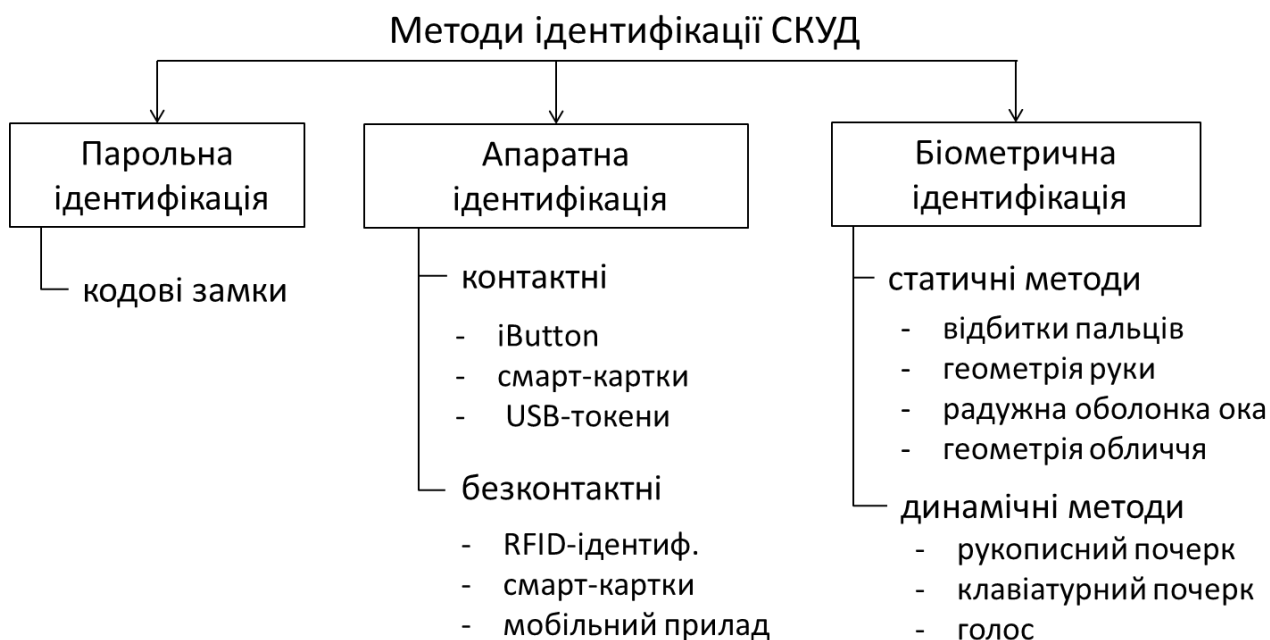 Методи ідентифікації СКУД
Парольна
ідентифікація
кодові замки
Апаратна
ідентифікація
контактні
- iButton
- смарт-картки
- USB-токени
безконтактні
- RFID-ідентиф.
- смарт-картки
- мобільний прилад
Біометрична
ідентифікація
статичні методи
- відбитки пальців
- геометрія руки
- радужна оболонка ока
- геометрія обличчя
динамічні методи
- рукописний почерк
- клавіатурний почерк
- голос